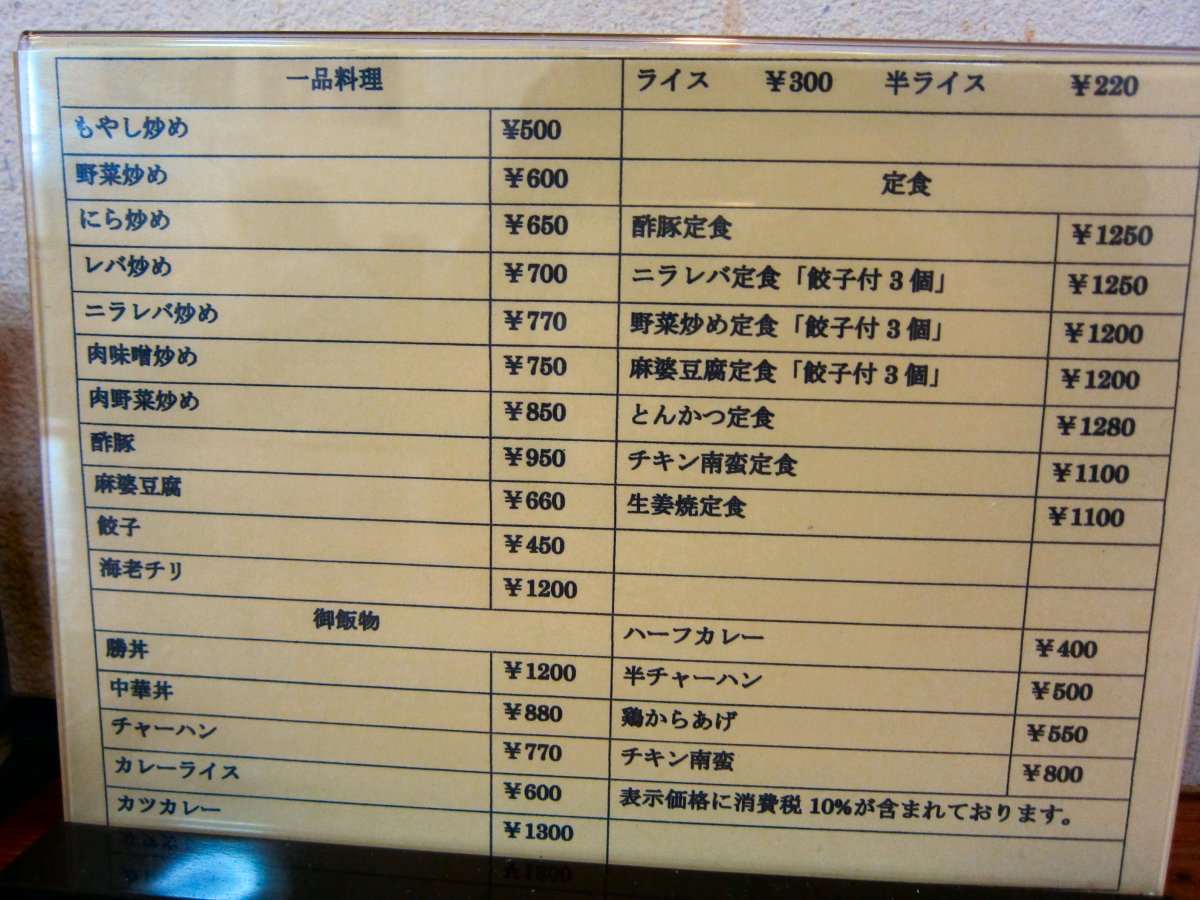 一品料理
もやし炒め ¥500
野菜炒め ¥600
にら炒め ¥650
レバ炒め ¥700
ニラレバ炒め ¥770
肉味噌炒め ¥750
肉野菜炒め ¥850
酢豚 ¥950
麻婆豆腐 ¥660
餃子 ¥450
海老チリ ¥1200
御飯物
勝丼 ¥1200
中華丼 ¥880
チャーハン ¥770
カレーライス ¥600
カツカレー ¥1300
ライス ¥300 半ライス ¥220
定食
酢豚定食 ¥1250
ニラレバ定食「餃子付3個」 ¥1250
野菜炒め定食「餃子付3個」 ¥1200
麻婆豆腐定食「餃子付3個」 ¥1200
とんかつ定食 ¥1280
チキン南蛮定食 ¥1100
生姜焼定食 ¥1100
ハーフカレー ¥400
半チャーハン ¥500
鶏からあげ ¥550
チキン南蛮 ¥800
表示価格に消費税10%が含まれております。